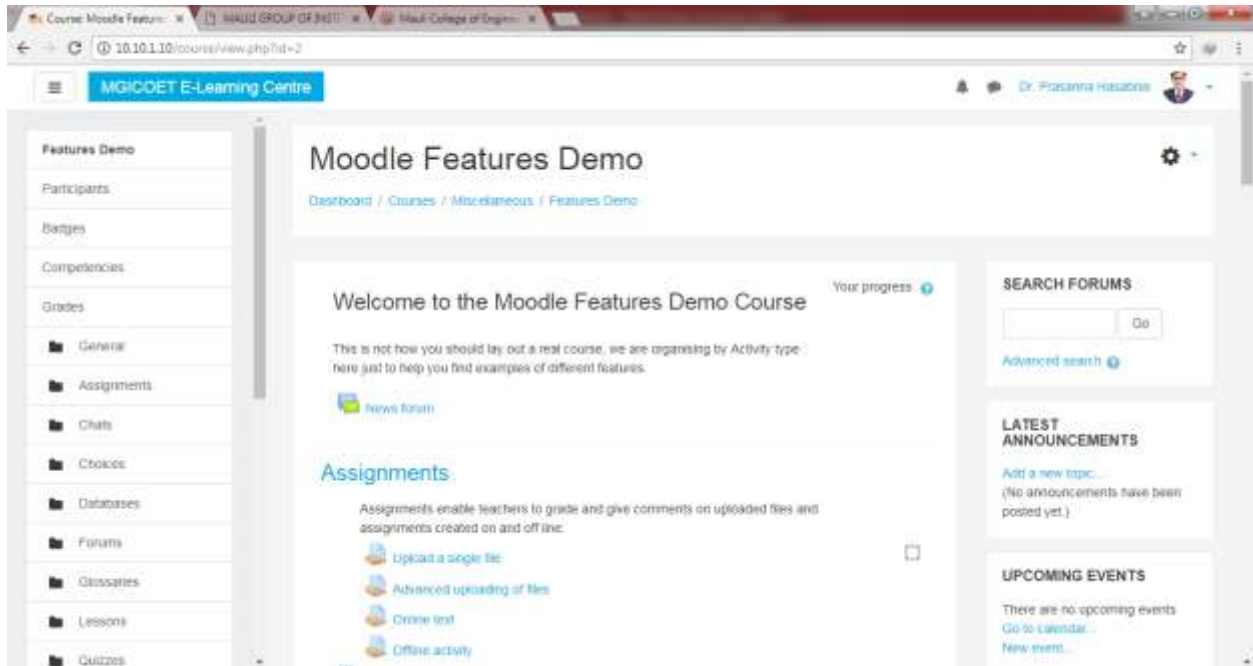 Course: Moodle Feature
MAULI GROUP OF INSTI
Mauli College of Engine
10.10.1.10/course/view.php?id=2
MGICOET E-Learning Centre
Dr. Prasanna Hasabnis
Features Demo
Participants
Badges
Competencies
Grades
General
Assignments
Chats
Choices
Databases
Forums
Glossaries
Lessons
Quizzes
Moodle Features Demo
Dashboard / Courses / Miscellaneous / Features Demo
Your progress
Welcome to the Moodle Features Demo Course
This is not how you should lay out a real course, we are organising by Activity type
here just to help you find examples of different features.
News forum
Assignments
Assignments enable teachers to grade and give comments on uploaded files and
assignments created on and off line.
Upload a single file
Advanced uploading of files
Online text
Offline activity
SEARCH FORUMS
Go
Advanced search
LATEST
ANNOUNCEMENTS
Add a new topic...
(No announcements have been
posted yet.)
UPCOMING EVENTS
There are no upcoming events
Go to calendar...
New event...